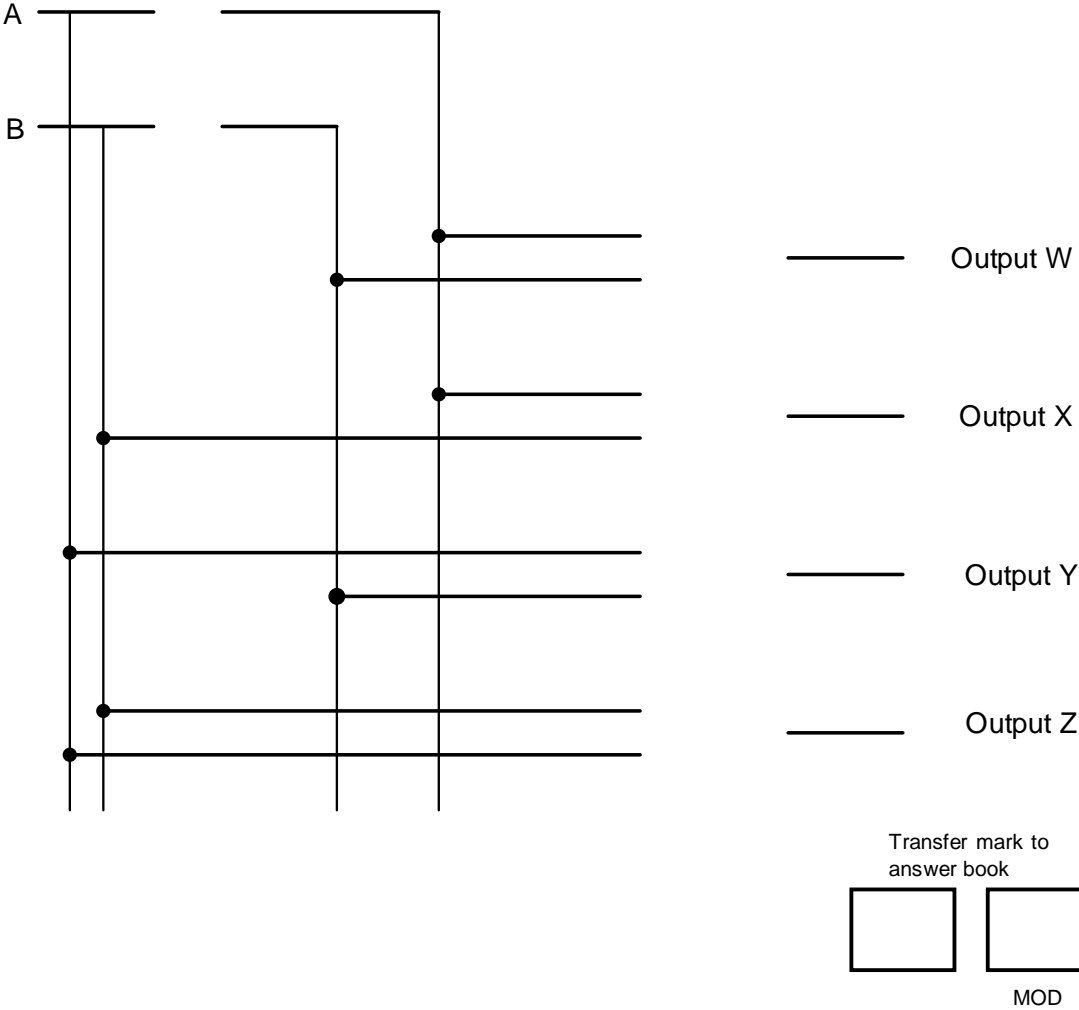 A
B
Output W
Output X
Output Y
Output Z
Transfer mark to
answer book
MOD